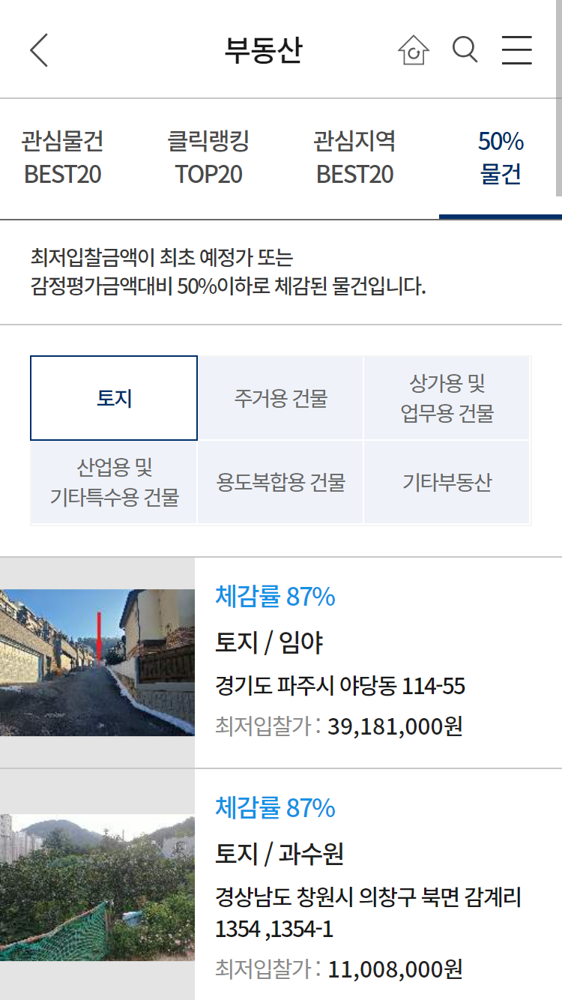 부동산
관심물건
BEST20
클릭랭킹
TOP20
관심지역
BEST20
50%
물건
최저입찰금액이 최초 예정가 또는
감정평가금액대비 50%이하로 체감된 물건입니다.
토지
주거용 건물
상가용 및
업무용 건물
산업용 및
기타특수용 건물
용도복합용 건물
기타부동산
체감률 87%
토지 / 임야
경기도 파주시 야당동 114-55
최저입찰가 : 39,181,000원
체감률 87%
토지 / 과수원
경상남도 창원시 의창구 북면 감계리
1354 ,1354-1
최저입찰가 : 11,008,000원